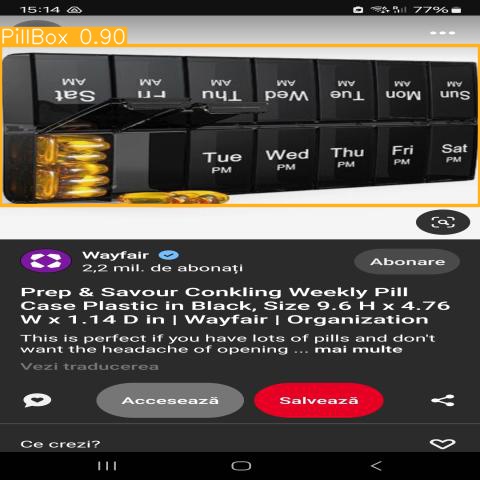 15:14
77%
PillBox 0.90
Sat Fri Thu Wed Tue Mon Sun
AM AM AM AM AM AM AM
Tue Wed Thu Fri Sat
PM PM PM PM PM
Wayfair
2,2 mil. de abonați
Abonare
Prep & Savour Conkling Weekly Pill
Case Plastic in Black, Size 9.6 H x 4.76
W x 1.14 D in | Wayfair | Organization
This is perfect if you have lots of pills and don't
want the headache of opening ... mai multe
Vezi traducerea
Accesează
Salvează
Ce crezi?